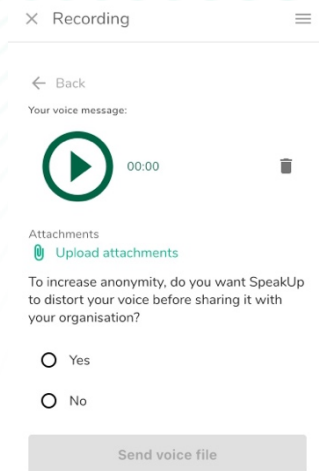 Recording
Back
Your voice message:
00:00
Attachments
Upload attachments
To increase anonymity, do you want SpeakUp
to distort your voice before sharing it with
your organisation?
Yes
No
Send voice file